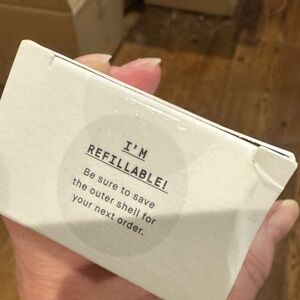 I'M
REFILLABLE!
Be sure to save
the outer shell for
your next order.